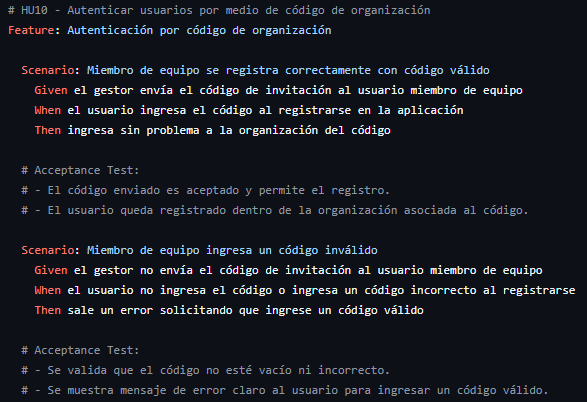 # HU10 - Autenticar usuarios por medio de código de organización
Feature: Autenticación por código de organización
Scenario: Miembro de equipo se registra correctamente con código válido
Given el gestor envía el código de invitación al usuario miembro de equipo
When el usuario ingresa el código al registrarse en la aplicación
Then ingresa sin problema a la organización del código
# Acceptance Test:
# - El código enviado es aceptado y permite el registro.
# - El usuario queda registrado dentro de la organización asociada al código.
Scenario: Miembro de equipo ingresa un código inválido
Given el gestor no envía el código de invitación al usuario miembro de equipo
When el usuario no ingresa el código o ingresa un código incorrecto al registrarse
Then sale un error solicitando que ingrese un código válido
# Acceptance Test:
# - Se valida que el código no esté vacío ni incorrecto.
# - Se muestra mensaje de error claro al usuario para ingresar un código válido.